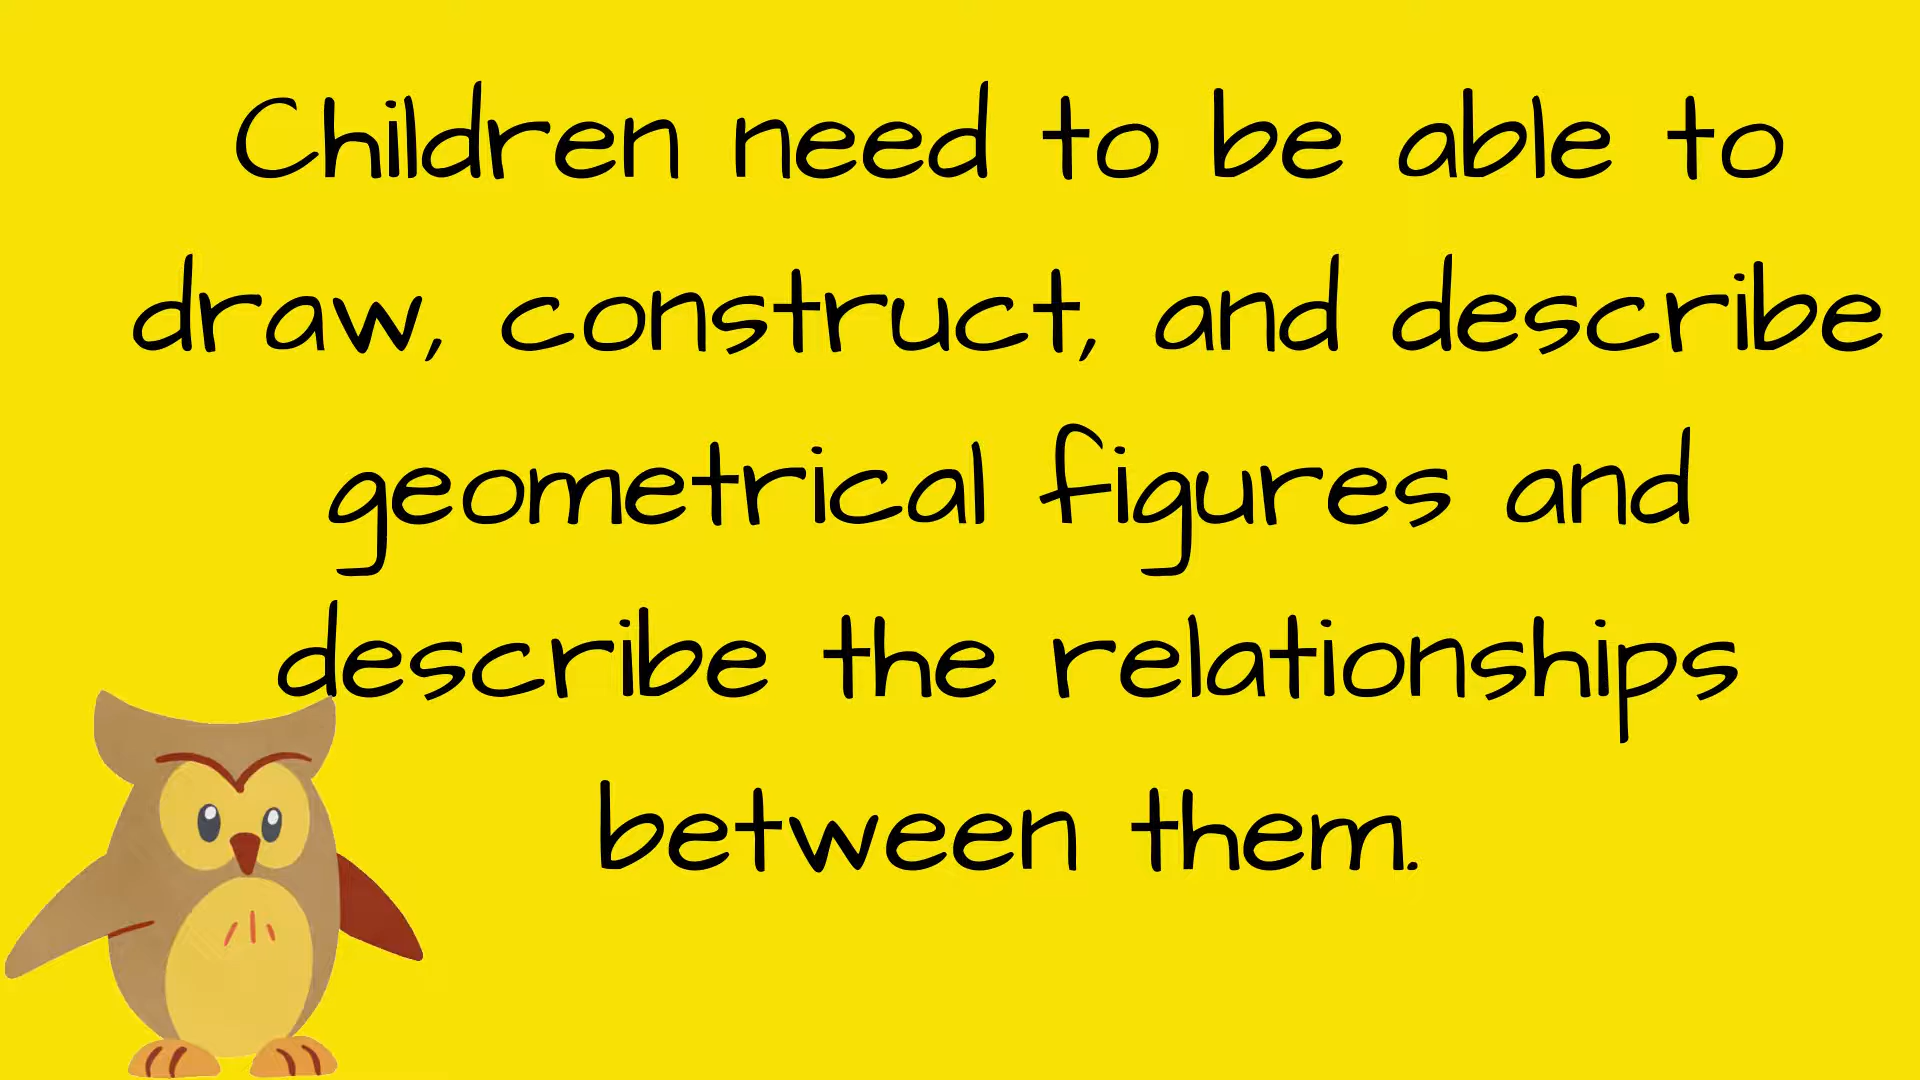 Children need to be able to
draw, construct, and describe
geometrical figures and
describe the relationships
between them.